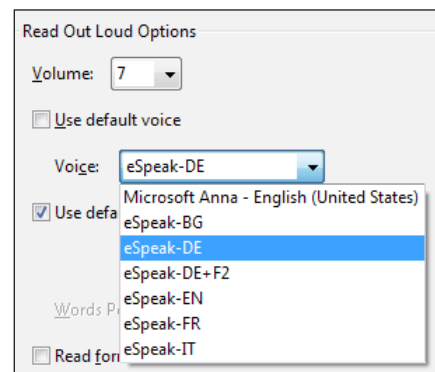 Read Out Loud Options
Volume: 7
Use default voice
Voice: eSpeak-DE
Microsoft Anna - English (United States)
Use defa
eSpeak-BG
eSpeak-DE
eSpeak-DE+F2
Words P
eSpeak-EN
eSpeak-FR
Read for
eSpeak-IT